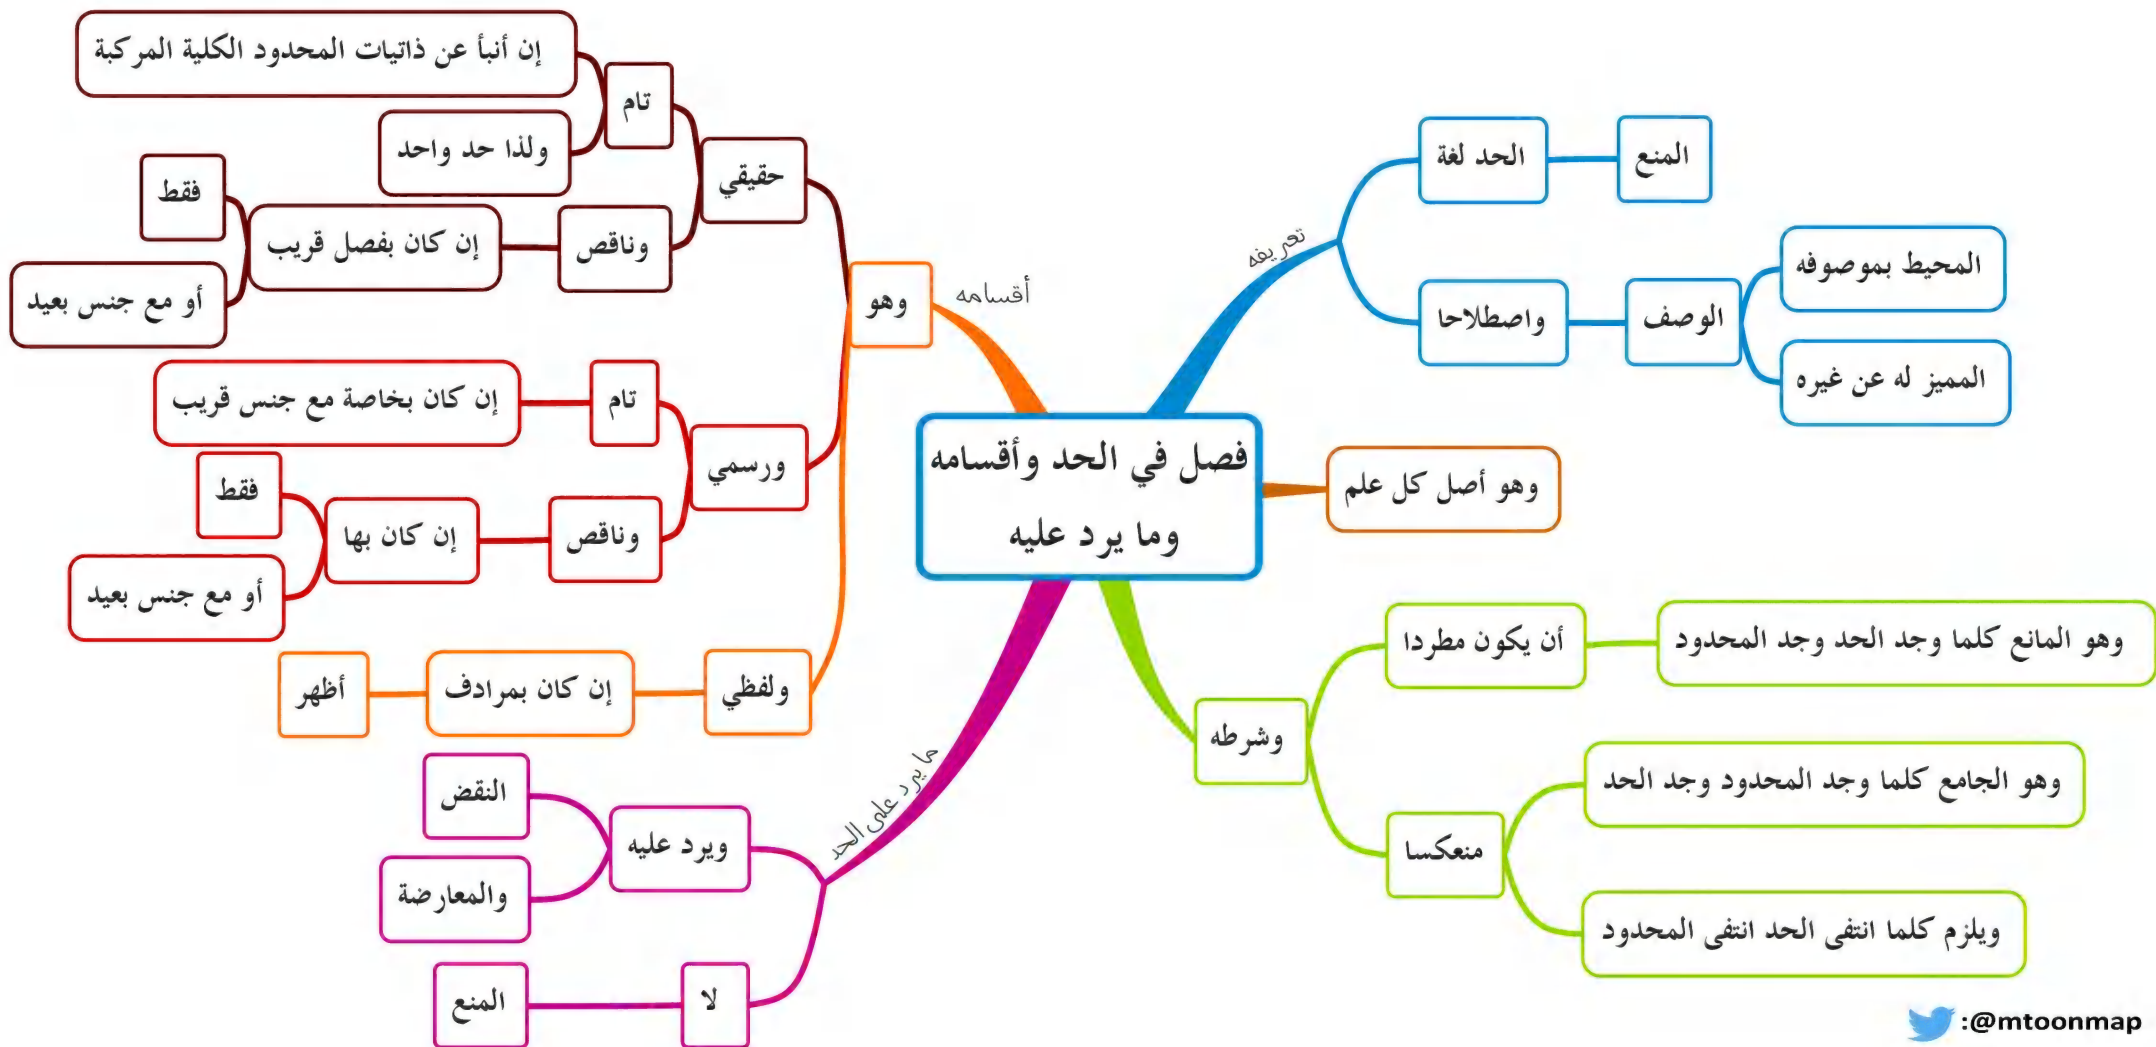 فصل في الحد وأقسامه
وما يرد عليه
تعريفه
الحد لغة
المنع
واصطلاحا
الوصف
المحيط بموصوفه
المميز له عن غيره
وهو أصل كل علم
وشرطه
أن يكون مطردا
وهو المانع كلما وجد الحد وجد المحدود
منعكسا
وهو الجامع كلما وجد المحدود وجد الحد
ويلزم كلما انتفى الحد انتفى المحدود
أقسامه
وهو
حقيقي
تام
إن أنبأ عن ذاتيات المحدود الكلية المركبة
ولذا حد واحد
وناقص
إن كان بفصل قريب
فقط
أو مع جنس بعيد
ورسمي
تام
إن كان بخاصة مع جنس قريب
وناقص
إن كان بها
فقط
أو مع جنس بعيد
ولفظي
إن كان بمرادف
أظهر
ما يرد على الحد
ويرد عليه
النقض
والمعارضة
لا
المنع
:@mtoonmap